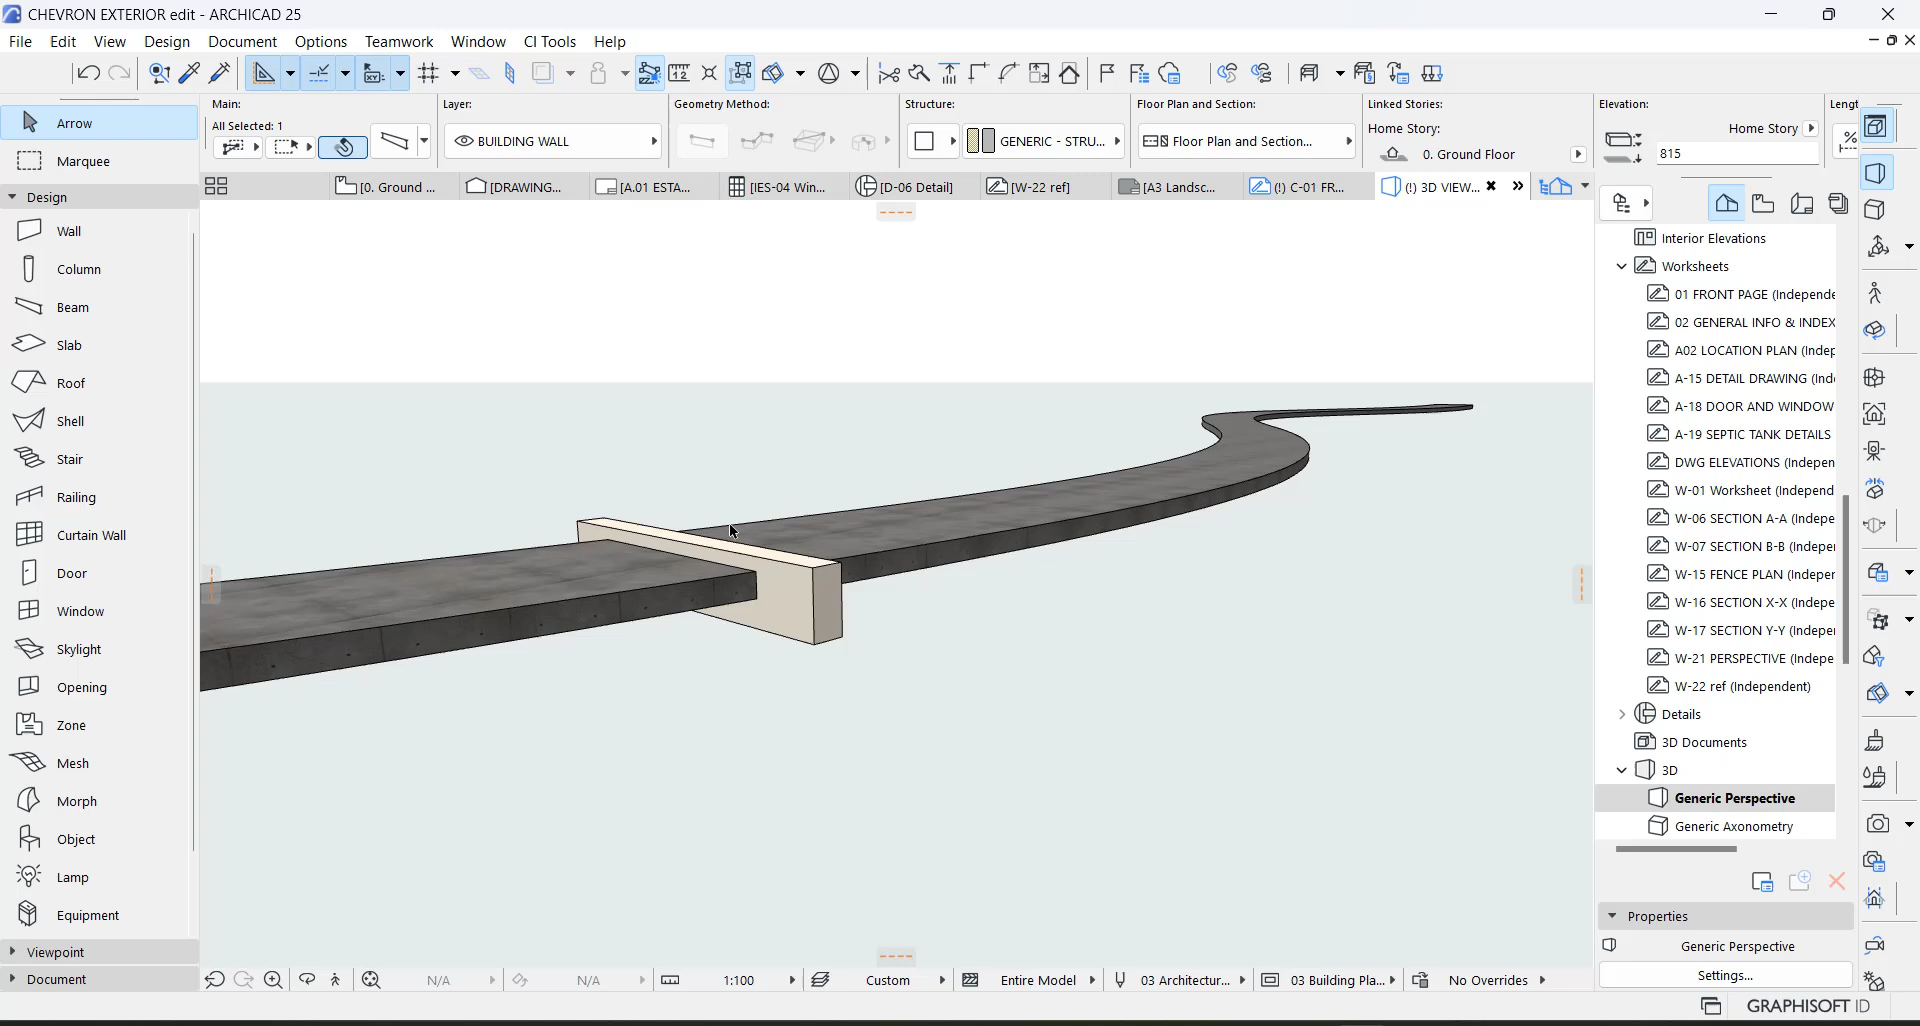 CHEVRON EXTERIOR edit - ARCHICAD 25
File Edit View Design Document Options Teamwork Window CI Tools Help
Main: Layer: Geometry Method: Structure: Floor Plan and Section: Linked Stories: Elevation: Lengt
All Selected: 1
Home Story:
Home Story
BUILDING WALL
GENERIC - STRU...
Floor Plan and Section...
0. Ground Floor
815
[0. Ground ...
[DRAWING...
[A.01 ESTA...
[IES-04 Win...
[D-06 Detail]
[W-22 ref]
[A3 Landsc...
(!) C-01 FR...
(!) 3D VIEW...
Arrow
Marquee
Design
Wall
Column
Beam
Slab
Roof
Shell
Stair
Railing
Curtain Wall
Door
Window
Skylight
Opening
Zone
Mesh
Morph
Object
Lamp
Equipment
Viewpoint
Document
Interior Elevations
Worksheets
01 FRONT PAGE (Independe
02 GENERAL INFO & INDEX
A02 LOCATION PLAN (Indep
A-15 DETAIL DRAWING (Ind
A-18 DOOR AND WINDOW
A-19 SEPTIC TANK DETAILS
DWG ELEVATIONS (Indepen
W-01 Worksheet (Independ
W-06 SECTION A-A (Indepe
W-07 SECTION B-B (Indepe
W-15 FENCE PLAN (Indeper
W-16 SECTION X-X (Indepe
W-17 SECTION Y-Y (Indepe
W-21 PERSPECTIVE (Indepe
W-22 ref (Independent)
Details
3D Documents
3D
Generic Perspective
Generic Axonometry
Properties
Generic Perspective
Settings...
N/A N/A 1:100 Custom Entire Model 03 Architectur... 03 Building Pla... No Overrides
GRAPHISOFT ID